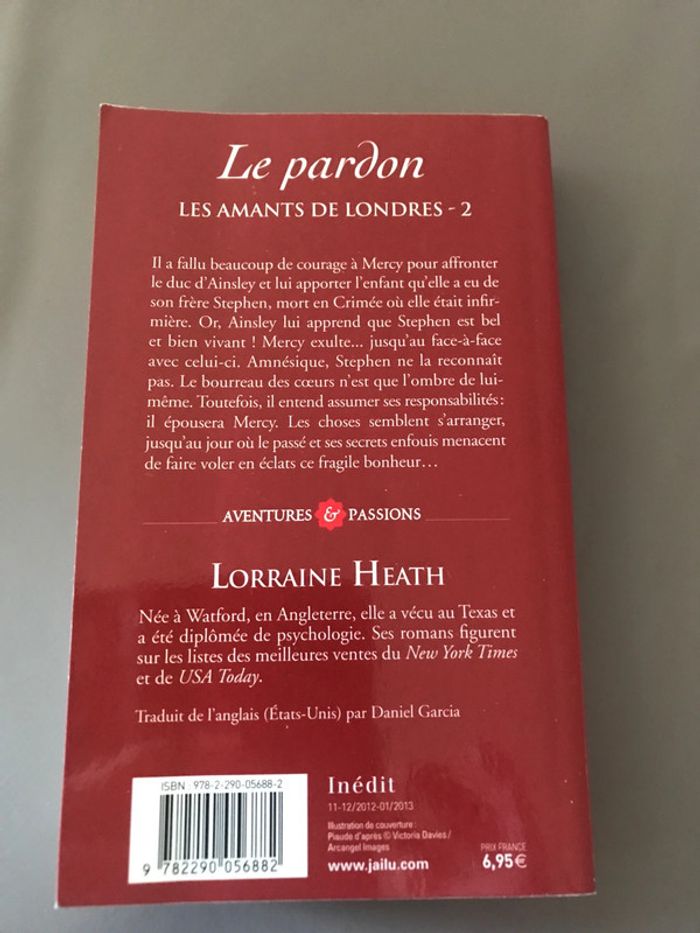 Le pardon
LES AMANTS DE LONDRES - 2
Il a fallu beaucoup de courage à Mercy pour affronter
le duc d'Ainsley et lui apporter l'enfant qu'elle a eu de
son frère Stephen, mort en Crimée où elle était infir-
mière. Or, Ainsley lui apprend que Stephen est bel
et bien vivant ! Mercy exulte... jusqu'au face-à-face
avec celui-ci. Amnésique, Stephen ne la reconnaît
pas. Le bourreau des cœurs n'est que l'ombre de lui-
même. Toutefois, il entend assumer ses responsabilités :
il épousera Mercy. Les choses semblent s'arranger,
jusqu'au jour où le passé et ses secrets enfouis menacent
de faire voler en éclats ce fragile bonheur...
AVENTURES & PASSIONS
LORRAINE HEATH
Née à Watford, en Angleterre, elle a vécu au Texas et
a été diplômée de psychologie. Ses romans figurent
sur les listes des meilleures ventes du New York Times
et de USA Today.
Traduit de l'anglais (États-Unis) par Daniel Garcia
ISBN 978-2-290-05688-2
9 782290 056882
Inédit
11-12/2012-01/2013
Illustration de couverture :
Piaude d'après © Victoria Davies /
Arcangel Images
www.jailu.com
PRIX FRANCE
6,95 €